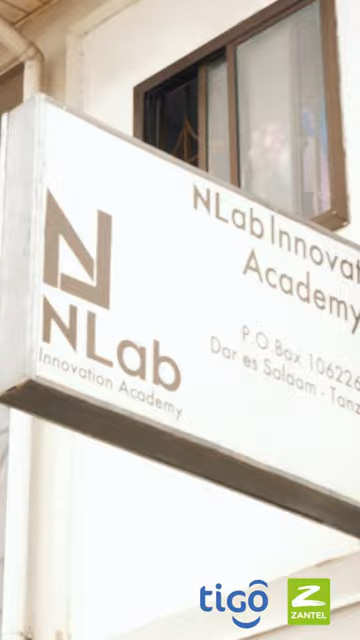 NLab
Innovation Academy
NLab Innovat
Academy
P.O Box 106226
Dar es Salaam - Tanz
tigo
ZANTEL